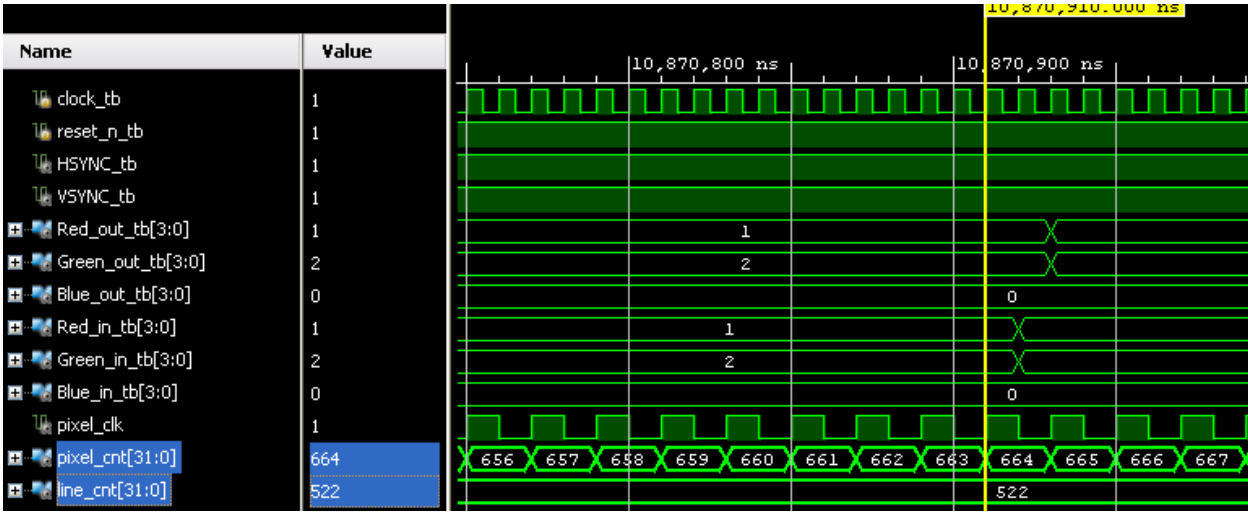 10,870,910.000 ns
Name Value
10,870,800 ns 10,870,900 ns
clock_tb 1
reset_n_tb 1
HSYNC_tb 1
VSYNC_tb 1
Red_out_tb[3:0] 1 1
Green_out_tb[3:0] 2 2
Blue_out_tb[3:0] 0 0
Red_in_tb[3:0] 1 1
Green_in_tb[3:0] 2 2
Blue_in_tb[3:0] 0 0
pixel_clk 1
pixel_cnt[31:0] 664 656 657 658 659 660 661 662 663 664 665 666 667
line_cnt[31:0] 522 522